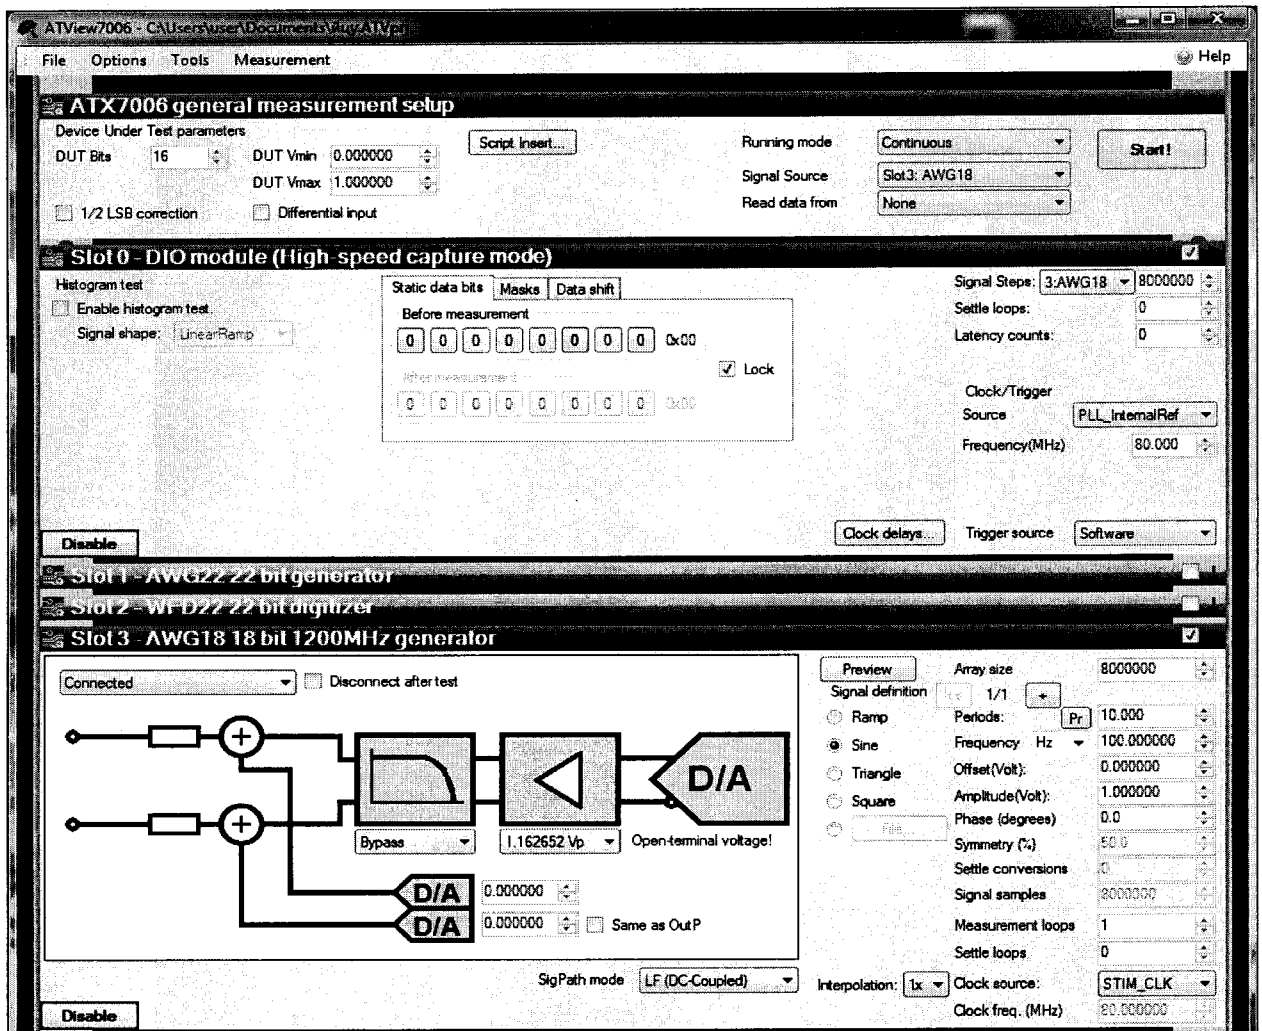 ATView7006 - C:\Users\user\Documents\
File Options Tools Measurement Help
ATX7006 general measurement setup
Device Under Test parameters
DUT Bits 16 DUT Vmin 0.000000 Script Insert... Running mode Continuous Start!
DUT Vmax 1.000000 Signal Source Slot3: AWG18
1/2 LSB correction Differential input Read data from None
Slot 0 - DIO module (High-speed capture mode)
Histogram test Static data bits Masks Data shift Signal Steps: 3:AWG18 8000000
Enable histogram test Before measurement Settle loops: 0
Signal shape: LinearRamp 0 0 0 0 0 0 0 0 0x00 Latency counts: 0
Lock
After measurement
0 0 0 0 0 0 0 0 0x00
Clock/Trigger
Source PLL_InternalRef
Frequency(MHz) 80.000
Disable Clock delays... Trigger source Software
Slot 1 - AWG22 22 bit generator
Slot 2 - WFD22 22 bit digitizer
Slot 3 - AWG18 18 bit 1200MHz generator
Connected Disconnect after test Preview Array size 8000000
Signal definition 1/1 +
Ramp Periods: Pr 10.000
Sine Frequency Hz 100.000000
Triangle Offset(Volt): 0.000000
D/A
Square Amplitude(Volt): 1.000000
Phase (degrees) 0.0
Bypass 1.162652 Vp Open-terminal voltage! File... Symmetry (%) 50.0
Settle conversions 0
D/A 0.000000 Signal samples 8000000
D/A 0.000000 Same as OutP Measurement loops 1
Settle loops 0
SigPath mode LF (DC-Coupled) Interpolation: 1x Clock source: STIM_CLK
Disable Clock freq. (MHz) 80.000000